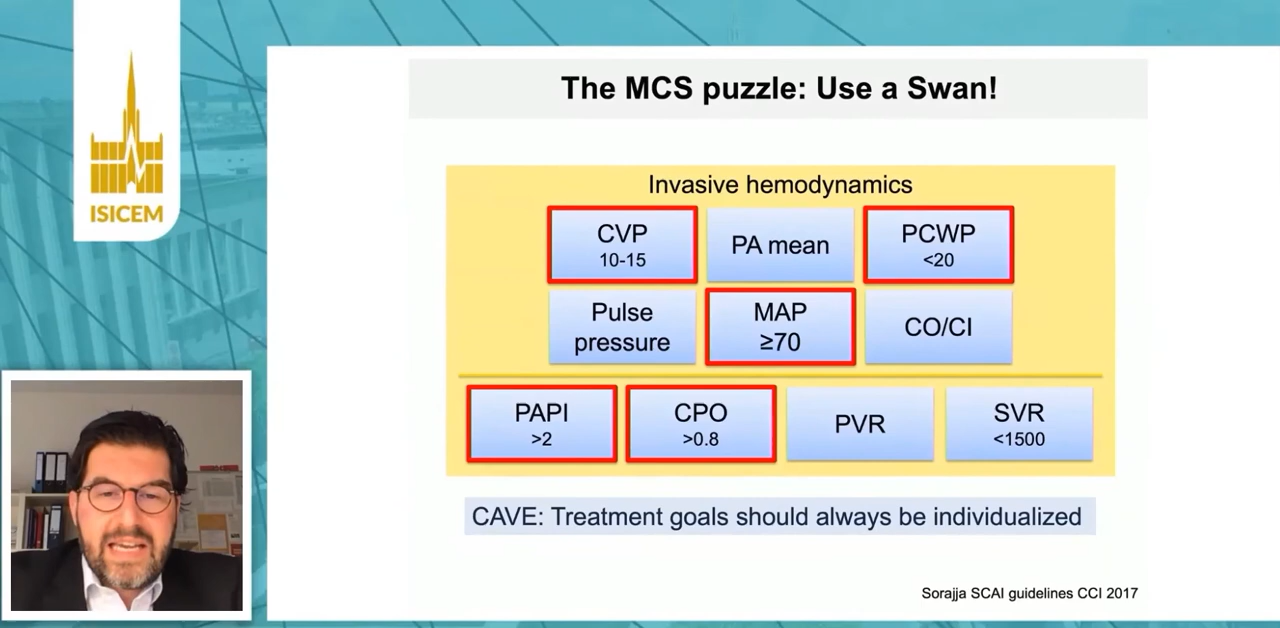 The MCS puzzle: Use a Swan!
ISICEM
Invasive hemodynamics
CVP
10-15
PA mean
PCWP
<20
Pulse
pressure
MAP
≥70
CO/CI
PAPI
>2
CPO
>0.8
PVR
SVR
<1500
CAVE: Treatment goals should always be individualized
Sorajja SCAI guidelines CCI 2017